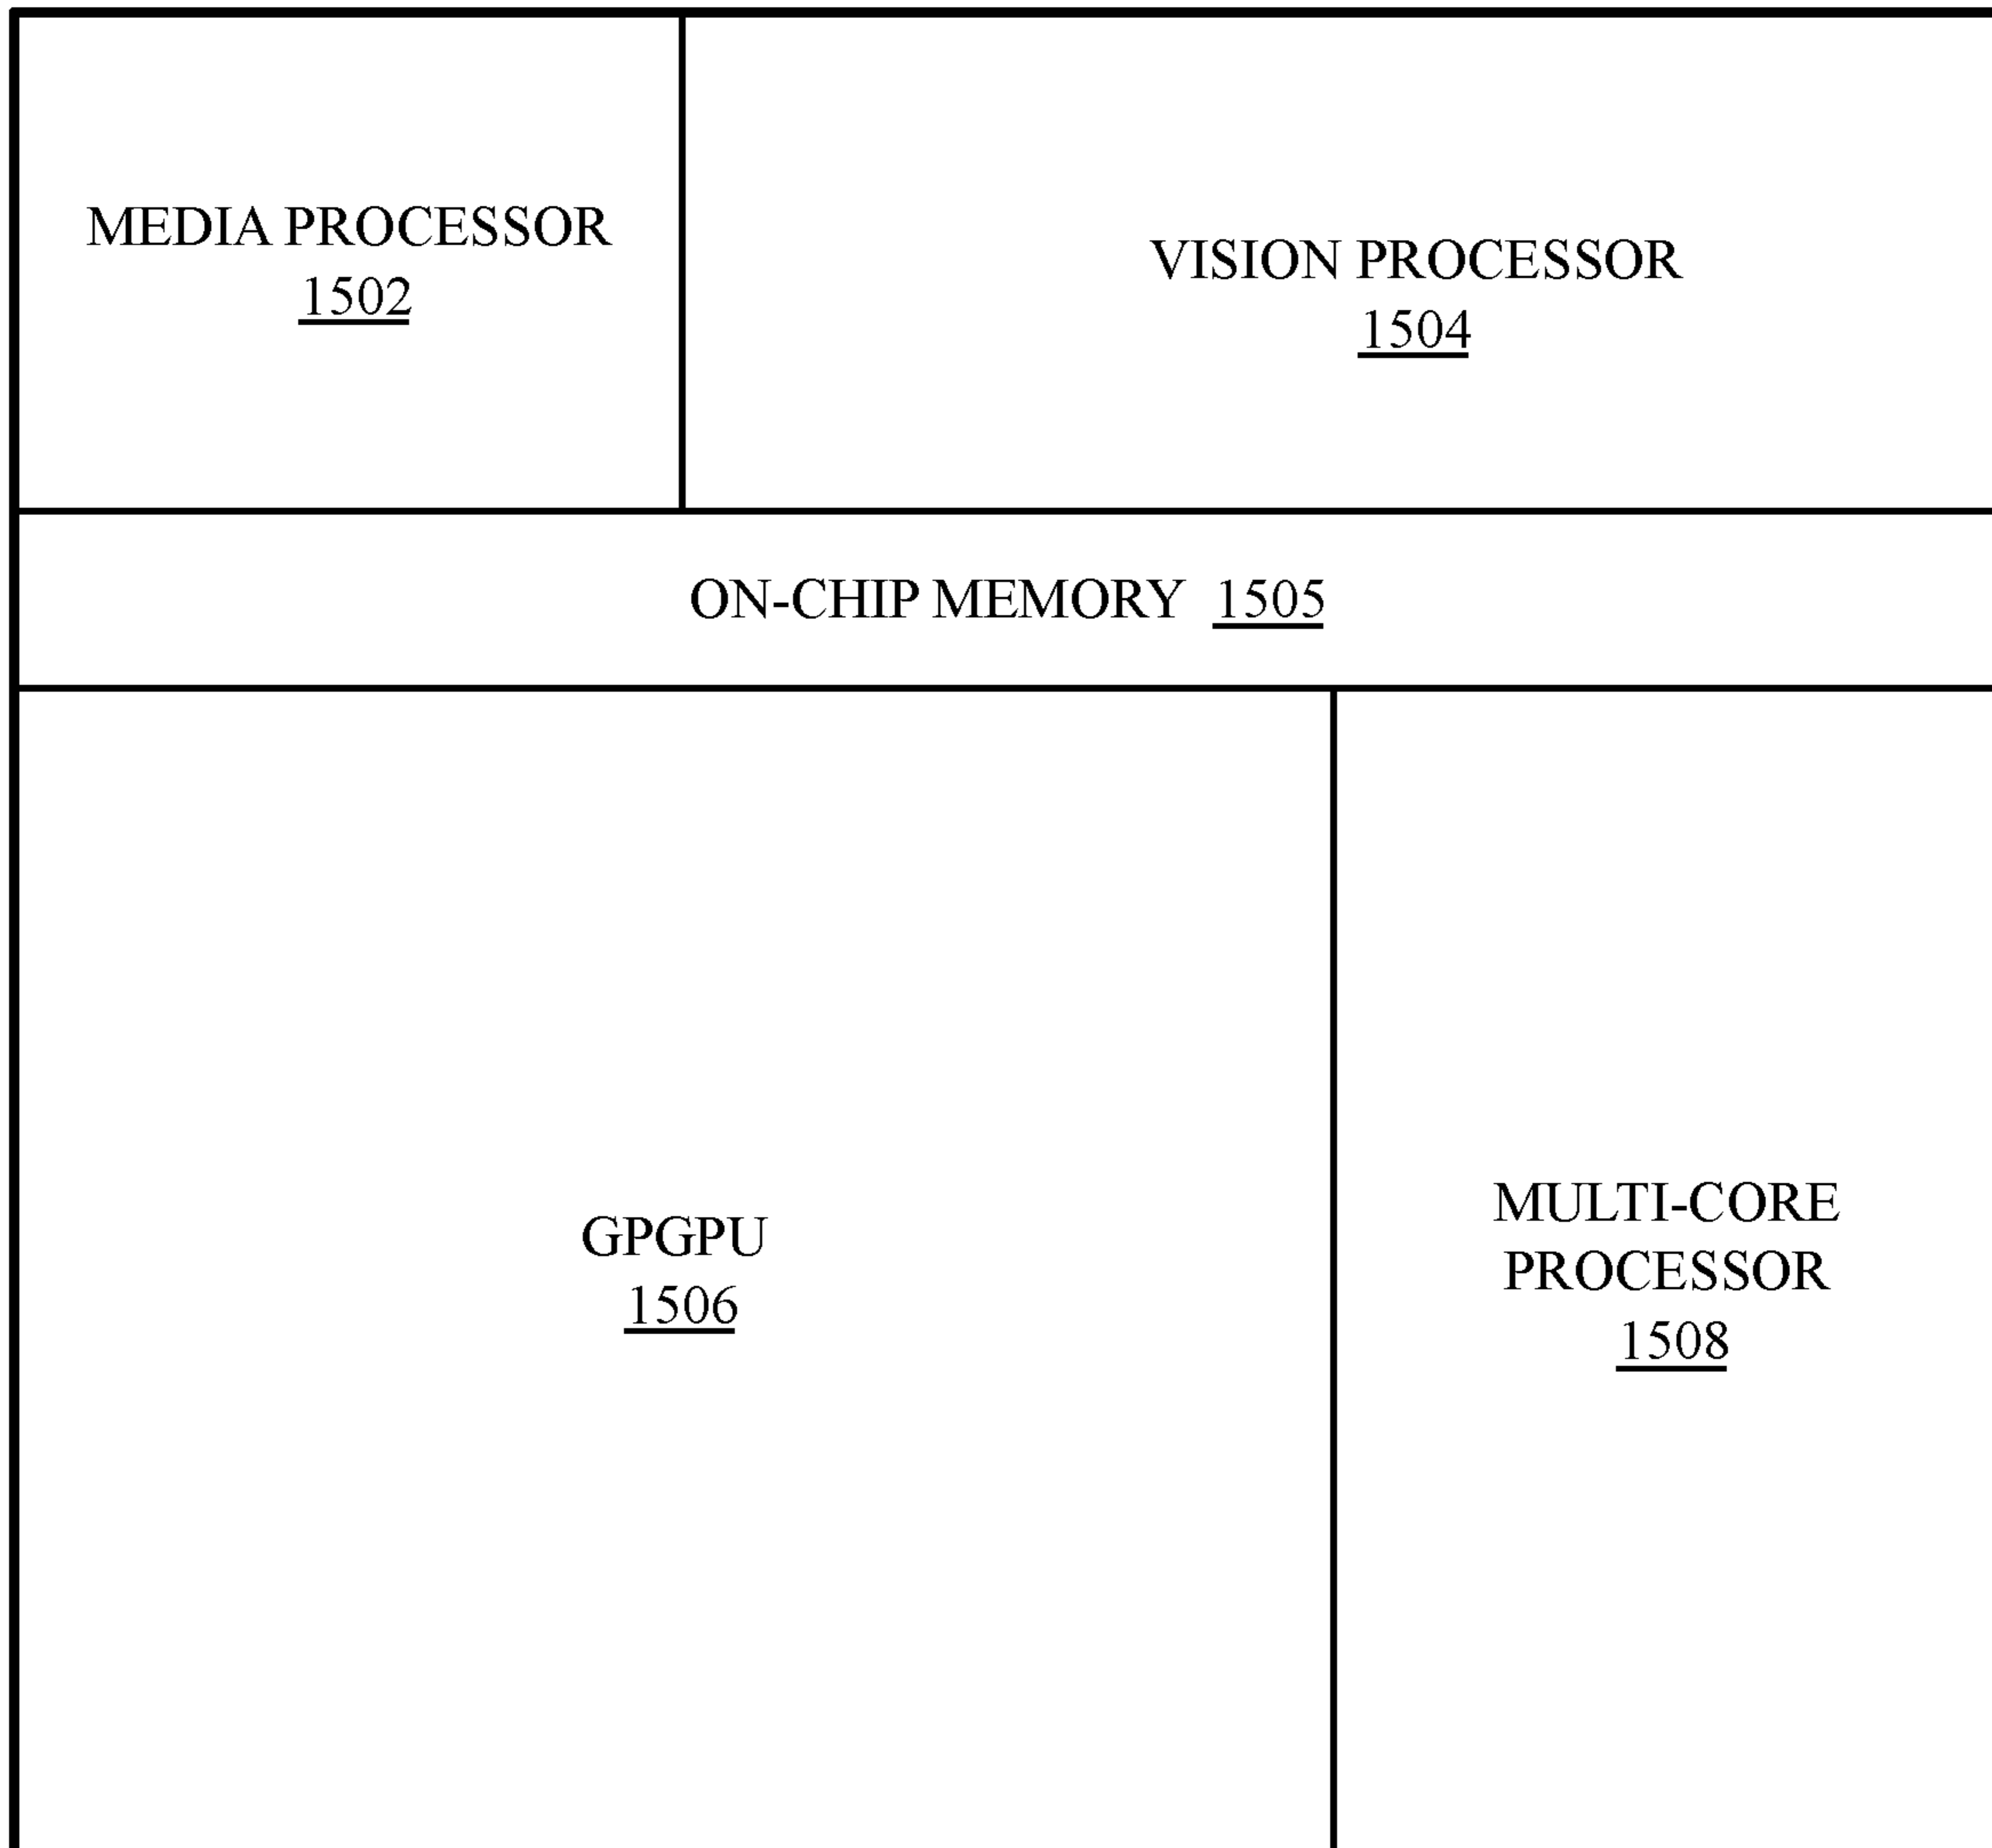 MEDIA PROCESSOR
1502
VISION PROCESSOR
1504
ON-CHIP MEMORY 1505
GPGPU
1506
MULTI-CORE
PROCESSOR
1508